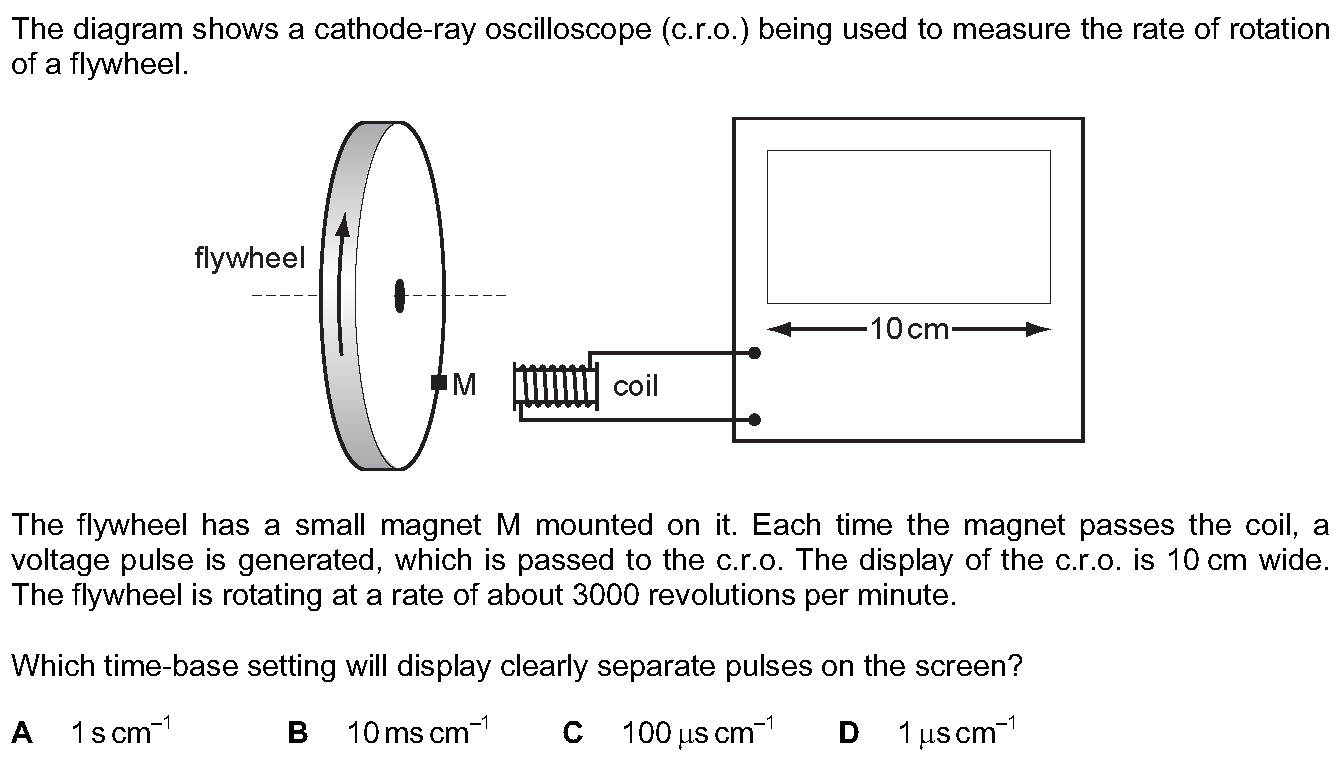 The diagram shows a cathode-ray oscilloscope (c.r.o.) being used to measure the rate of rotation
of a flywheel.
flywheel
10 cm
M
coil
The flywheel has a small magnet M mounted on it. Each time the magnet passes the coil, a
voltage pulse is generated, which is passed to the c.r.o. The display of the c.r.o. is 10 cm wide.
The flywheel is rotating at a rate of about 3000 revolutions per minute.
Which time-base setting will display clearly separate pulses on the screen?
A 1 s cm⁻¹ B 10 ms cm⁻¹ C 100 μs cm⁻¹ D 1 μs cm⁻¹